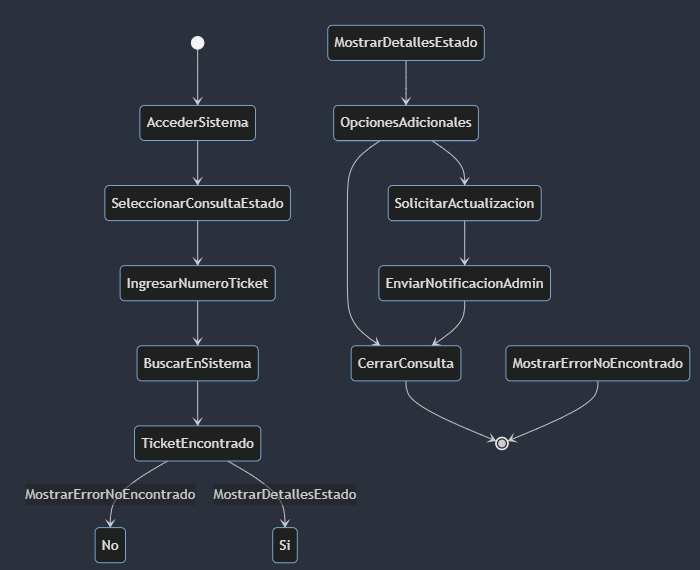 MostrarDetallesEstado
AccederSistema
OpcionesAdicionales
SeleccionarConsultaEstado
SolicitarActualizacion
IngresarNumeroTicket
EnviarNotificacionAdmin
BuscarEnSistema
CerrarConsulta
MostrarErrorNoEncontrado
TicketEncontrado
MostrarErrorNoEncontrado
MostrarDetallesEstado
No
Si